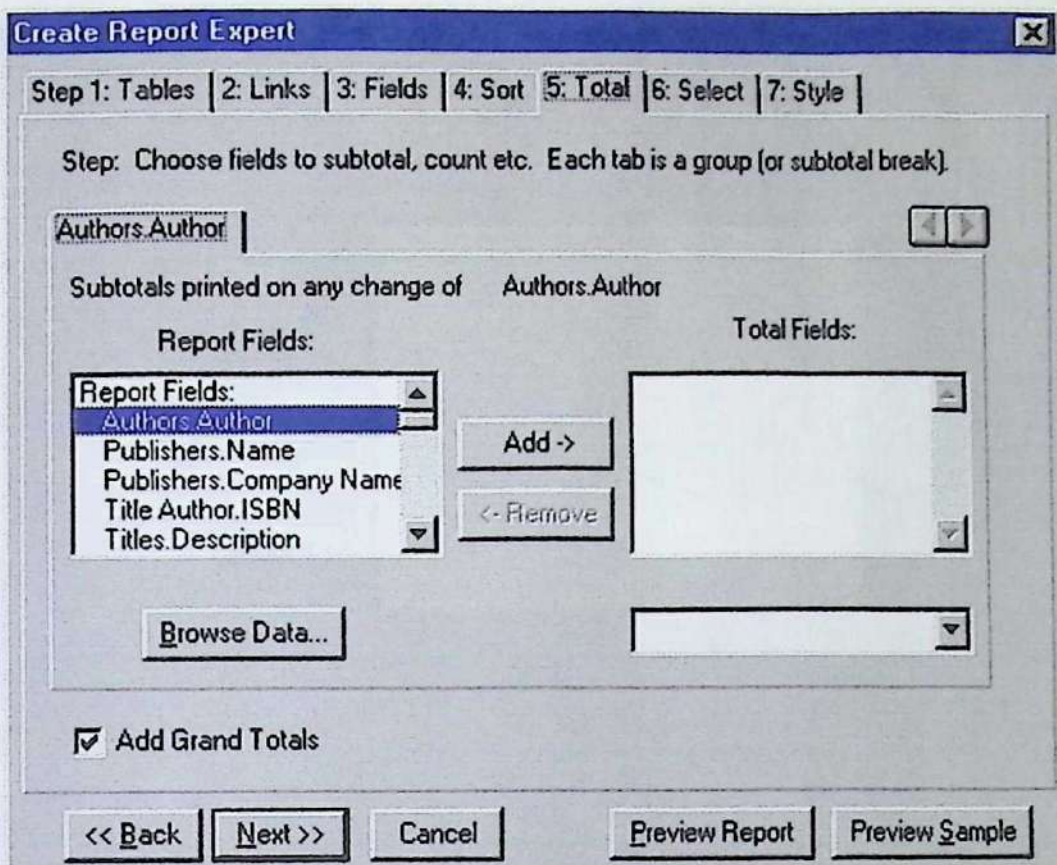 Create Report Expert
Step 1: Tables 2: Links 3: Fields 4: Sort 5: Total 6: Select 7: Style
Step: Choose fields to subtotal, count etc. Each tab is a group (or subtotal break).
Authors.Author
Subtotals printed on any change of Authors.Author
Report Fields:
Total Fields:
Report Fields:
Authors.Author
Publishers.Name
Publishers.Company Name
Title Author.ISBN
Titles.Description
Add ->
<- Remove
Browse Data...
Add Grand Totals
<< Back Next >> Cancel Preview Report Preview Sample